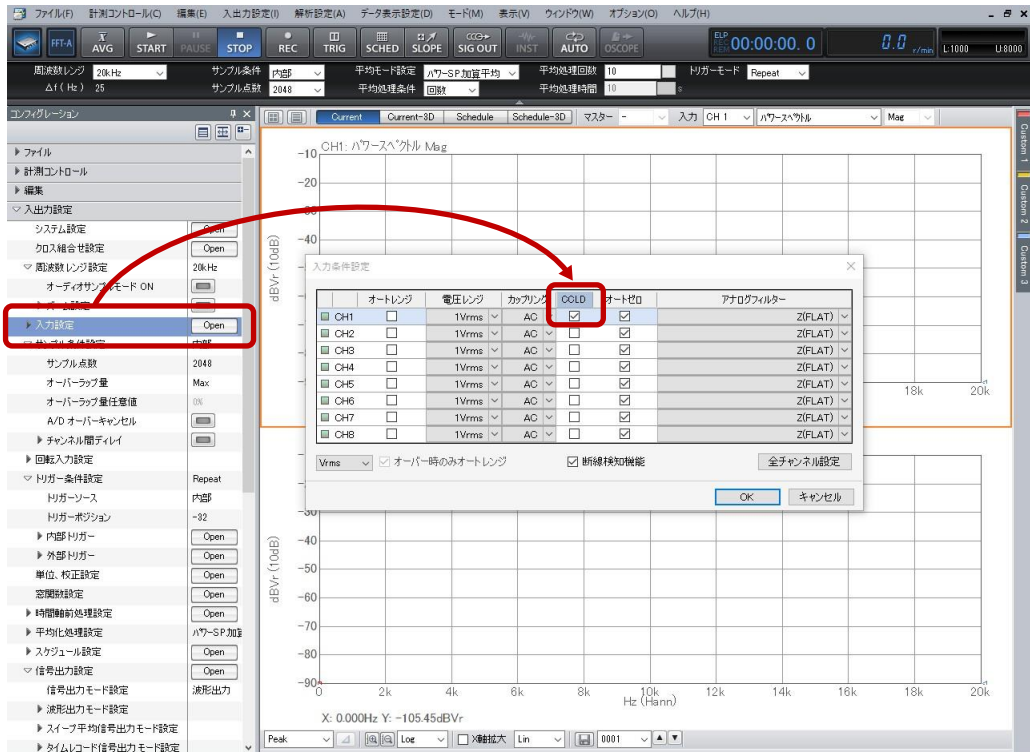 ファイル(F) 計測コントロール(C) 編集(E) 入出力設定(I) 解析設定(A) データ表示設定(D) モード(M) 表示(V) ウィンドウ(W) オプション(O) ヘルプ(H)
FFT-A AVG START PAUSE STOP REC TRIG SCHED SLOPE SIG OUT INST AUTO OSCOPE ELP REM 00:00:00. 0 0.0 r/min L:1000 U:8000
周波数レンジ 20kHz サンプル条件 内部 平均モード設定 パワーSP.加算平均 平均処理回数 10 トリガーモード Repeat
Δf(Hz) 25 サンプル点数 2048 平均処理条件 回数 平均処理時間 10 s
コンフィグレーション
Current Current-3D Schedule Schedule-3D マスター - 入力 CH 1 パワースペクトル Mag
Custom 1
Custom 2
Custom 3
ファイル
計測コントロール
編集
入出力設定
システム設定 Open
クロス組合せ設定 Open
周波数レンジ設定 20kHz
オーディオサンプルモード ON
入力設定 Open
サンプル条件設定 内部
サンプル点数 2048
オーバーラップ量 Max
オーバーラップ量任意値 0%
A/D オーバーキャンセル
チャンネル間ディレイ
回転入力設定
トリガー条件設定 Repeat
トリガーソース 内部
トリガーポジション -32
内部トリガー Open
外部トリガー Open
単位、校正設定 Open
窓関数設定 Open
時間軸前処理設定 Open
平均化処理設定 パワーSP.加算
スケジュール設定 Open
信号出力設定 Open
信号出力モード設定 波形出力
波形出力モード設定
スイープ平均信号出力モード設定
タイムレコード信号出力モード設定
CH1: パワースペクトル Mag
-10
-20
-40
dBVr (10dB)
18k 20k
入力条件設定
オートレンジ 電圧レンジ カップリング CCLD オートゼロ アナログフィルター
CH1 1Vrms AC Z(FLAT)
CH2 1Vrms AC Z(FLAT)
CH3 1Vrms AC Z(FLAT)
CH4 1Vrms AC Z(FLAT)
CH5 1Vrms AC Z(FLAT)
CH6 1Vrms AC Z(FLAT)
CH7 1Vrms AC Z(FLAT)
CH8 1Vrms AC Z(FLAT)
Vrms オーバー時のみオートレンジ 断線検知機能 全チャンネル設定
OK キャンセル
-30
-40
-50
-60
-70
-80
-90
dBVr (10dB)
0 2k 4k 6k 8k 10k 12k 14k 16k 18k 20k
Hz (Hann)
X: 0.000Hz Y: -105.45dBVr
Peak Log X軸拡大 Lin 0001